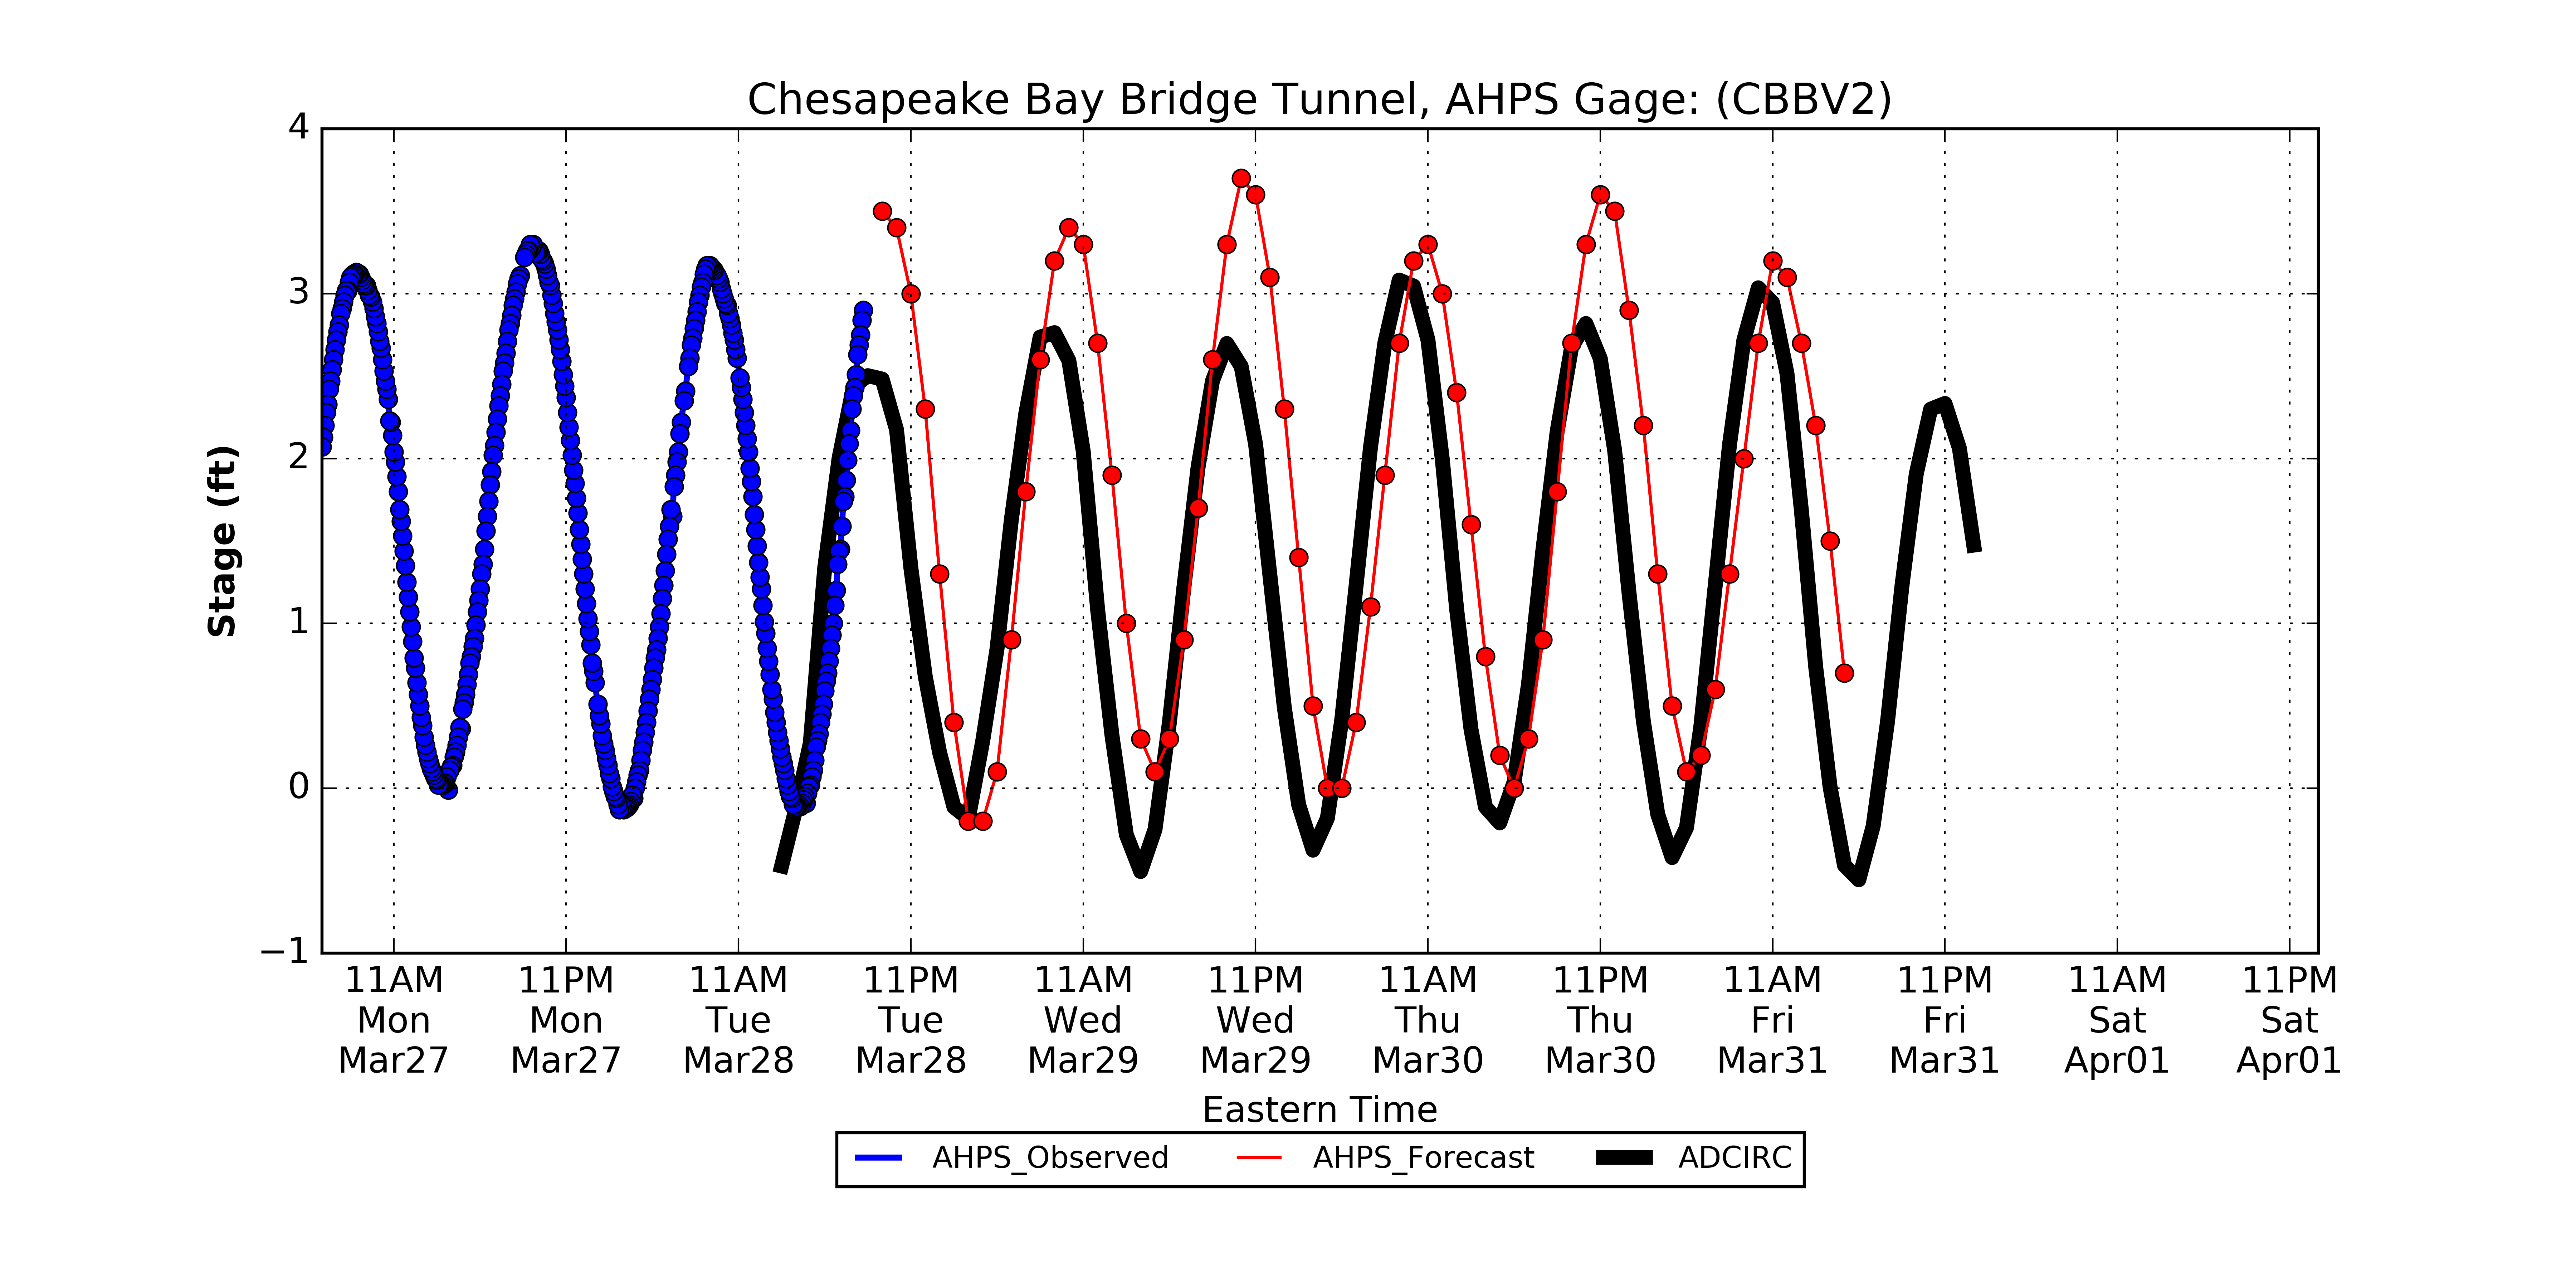 Chesapeake Bay Bridge Tunnel, AHPS Gage: (CBBV2)
4
3
2
1
0
−1
Stage (ft)
11AM 11PM 11AM 11PM 11AM 11PM 11AM 11PM 11AM 11PM 11AM 11PM
Mon Mon Tue Tue Wed Wed Thu Thu Fri Fri Sat Sat
Mar27 Mar27 Mar28 Mar28 Mar29 Mar29 Mar30 Mar30 Mar31 Mar31 Apr01 Apr01
Eastern Time
AHPS_Observed AHPS_Forecast ADCIRC